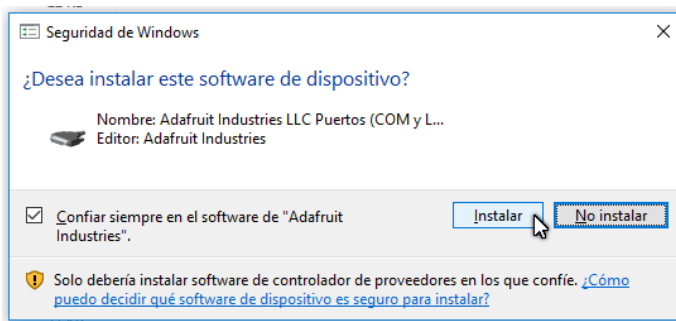 Seguridad de Windows
¿Desea instalar este software de dispositivo?
Nombre: Adafruit Industries LLC Puertos (COM y L...
Editor: Adafruit Industries
Confiar siempre en el software de "Adafruit
Industries".
Instalar
No instalar
Solo debería instalar software de controlador de proveedores en los que confíe. ¿Cómo
puedo decidir qué software de dispositivo es seguro para instalar?